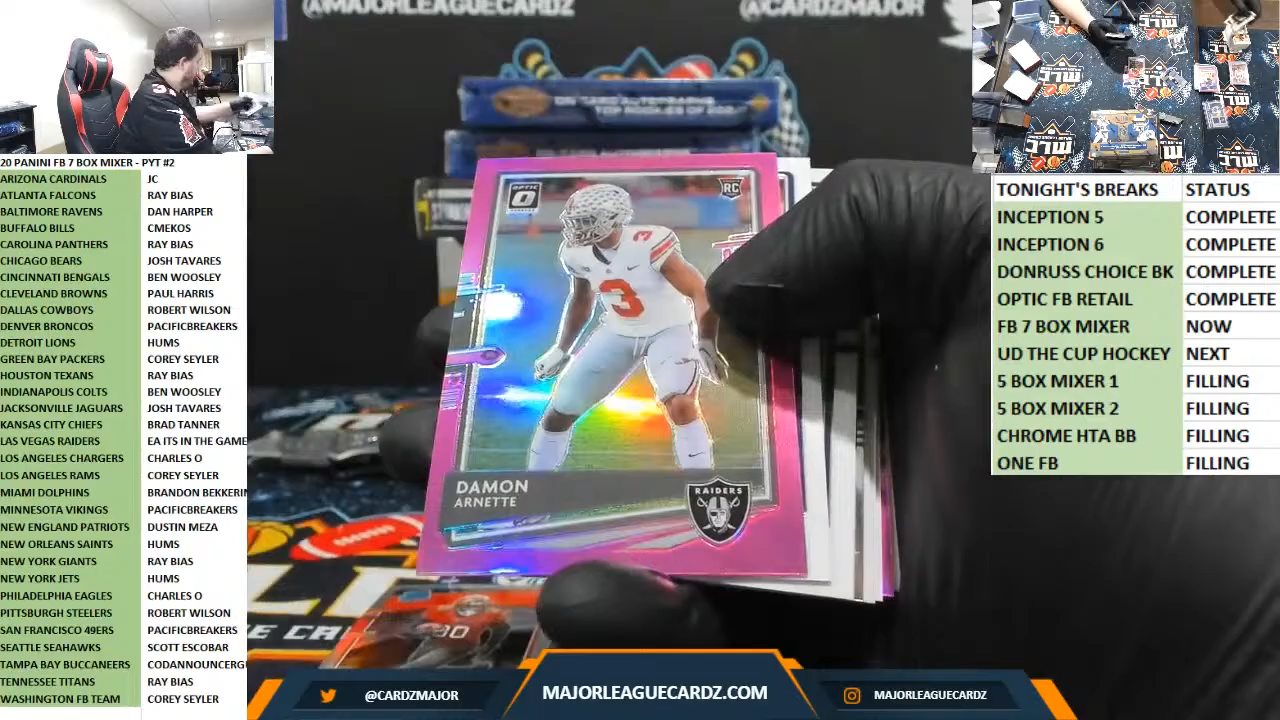 @MAJORLEAGUECARDZ
@CARDZMAJOR
20 PANINI FB 7 BOX MIXER - PYT #2
ARIZONA CARDINALS JC
ATLANTA FALCONS RAY BIAS
BALTIMORE RAVENS DAN HARPER
BUFFALO BILLS CMEKOS
CAROLINA PANTHERS RAY BIAS
CHICAGO BEARS JOSH TAVARES
CINCINNATI BENGALS BEN WOOSLEY
CLEVELAND BROWNS PAUL HARRIS
DALLAS COWBOYS ROBERT WILSON
DENVER BRONCOS PACIFICBREAKERS
DETROIT LIONS HUMS
GREEN BAY PACKERS COREY SEYLER
HOUSTON TEXANS RAY BIAS
INDIANAPOLIS COLTS BEN WOOSLEY
JACKSONVILLE JAGUARS JOSH TAVARES
KANSAS CITY CHIEFS BRAD TANNER
LAS VEGAS RAIDERS EA ITS IN THE GAME
LOS ANGELES CHARGERS CHARLES O
LOS ANGELES RAMS COREY SEYLER
MIAMI DOLPHINS BRANDON BEKKERIN
MINNESOTA VIKINGS PACIFICBREAKERS
NEW ENGLAND PATRIOTS DUSTIN MEZA
NEW ORLEANS SAINTS HUMS
NEW YORK GIANTS RAY BIAS
NEW YORK JETS HUMS
PHILADELPHIA EAGLES CHARLES O
PITTSBURGH STEELERS ROBERT WILSON
SAN FRANCISCO 49ERS PACIFICBREAKERS
SEATTLE SEAHAWKS SCOTT ESCOBAR
TAMPA BAY BUCCANEERS CODANNOUNCERG
TENNESSEE TITANS RAY BIAS
WASHINGTON FB TEAM COREY SEYLER
OPTIC
RC
3
3
DAMON
ARNETTE
RAIDERS
80
TONIGHT'S BREAKS STATUS
INCEPTION 5 COMPLETE
INCEPTION 6 COMPLETE
DONRUSS CHOICE BK COMPLETE
OPTIC FB RETAIL COMPLETE
FB 7 BOX MIXER NOW
UD THE CUP HOCKEY NEXT
5 BOX MIXER 1 FILLING
5 BOX MIXER 2 FILLING
CHROME HTA BB FILLING
ONE FB FILLING
@CARDZMAJOR
MAJORLEAGUECARDZ.COM
MAJORLEAGUECARDZ